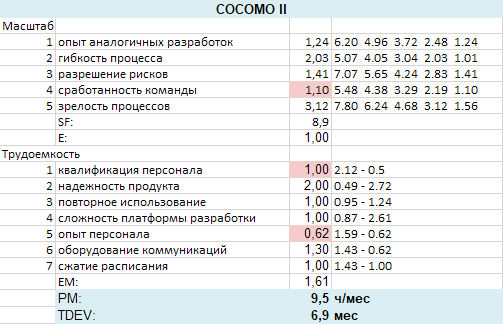 COCOMO II
Масштаб
1 опыт аналогичных разработок 1,24 6.20 4.96 3.72 2.48 1.24
2 гибкость процесса 2,03 5.07 4.05 3.04 2.03 1.01
3 разрешение рисков 1,41 7.07 5.65 4.24 2.83 1.41
4 сработанность команды 1,10 5.48 4.38 3.29 2.19 1.10
5 зрелость процессов 3,12 7.80 6.24 4.68 3.12 1.56
SF: 8,9
E: 1,00
Трудоемкость
1 квалификация персонала 1,00 2.12 - 0.5
2 надежность продукта 2,00 0.49 - 2.72
3 повторное использование 1,00 0.95 - 1.24
4 сложность платформы разработки 1,00 0.87 - 2.61
5 опыт персонала 0,62 1.59 - 0.62
6 оборудование коммуникаций 1,30 1.43 - 0.62
7 сжатие расписания 1,00 1.43 - 1.00
EM: 1,61
PM: 9,5 ч/мес
TDEV: 6,9 мес